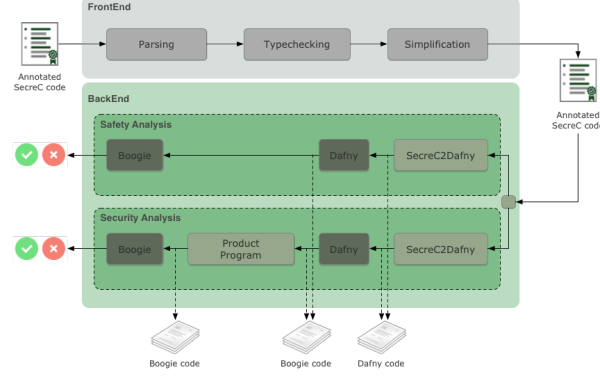 FrontEnd
Parsing
Typechecking
Simplification
Annotated
SecreC code
Annotated
SecreC code
BackEnd
Safety Analysis
Boogie
Dafny
SecreC2Dafny
Security Analysis
Boogie
Product
Program
Dafny
SecreC2Dafny
Boogie code
Boogie code
Dafny code